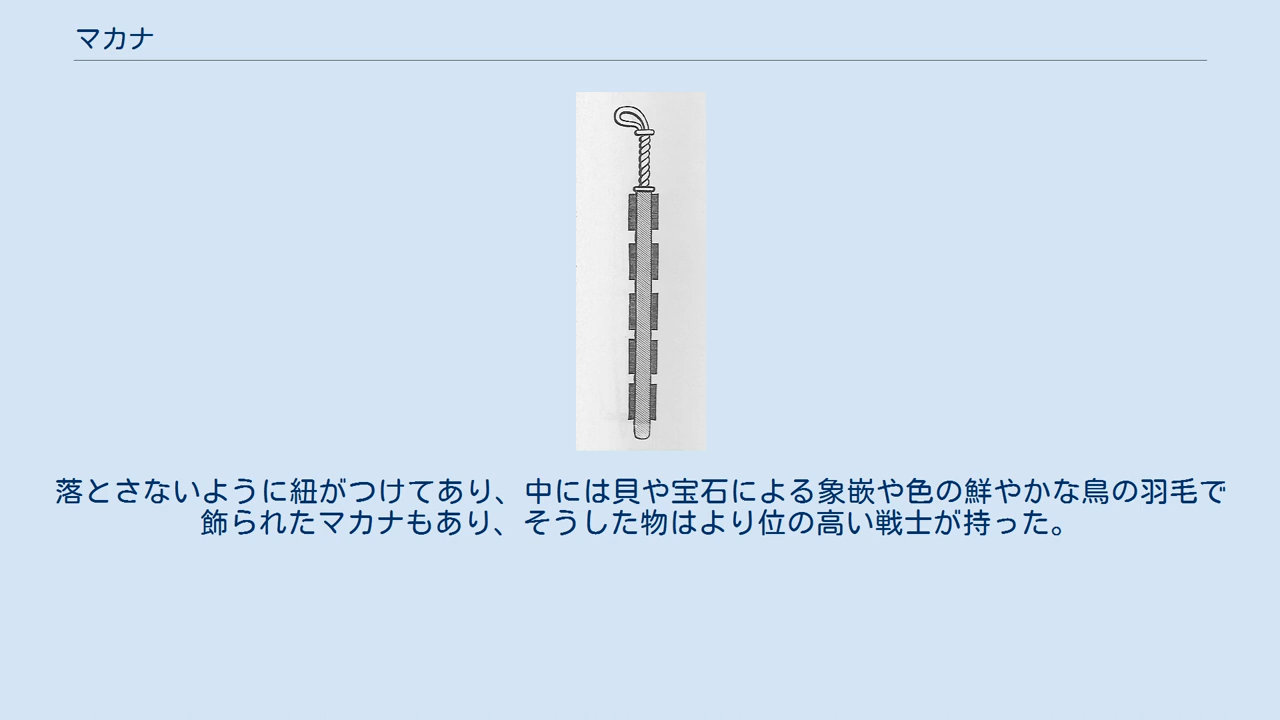 マカナ
落とさないように紐がつけてあり、中には貝や宝石による象嵌や色の鮮やかな鳥の羽毛で
飾られたマカナもあり、そうした物はより位の高い戦士が持った。